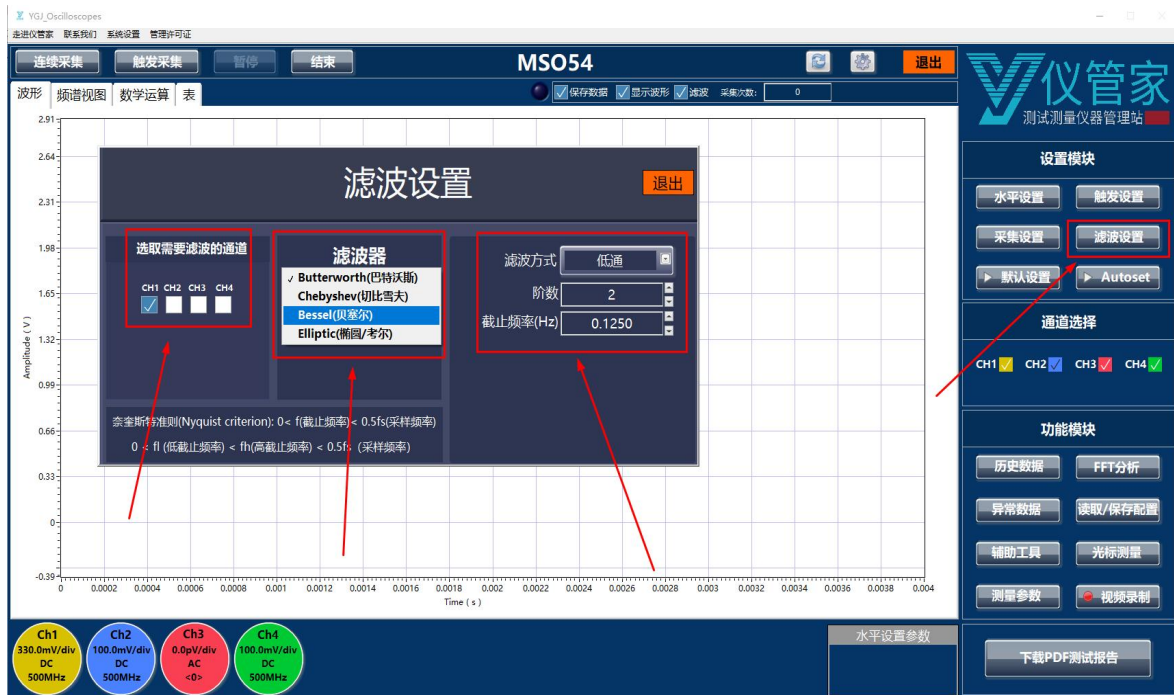 YGJ_Oscilloscopes
走进仪管家 联系我们 系统设置 管理许可证
连续采集 触发采集 暂停 结束 MSO54 退出
波形 频谱视图 数学运算 表 保存数据 显示波形 滤波 采集次数: 0
仪管家
测试测量仪器管理站
设置模块
水平设置 触发设置
采集设置 滤波设置
默认设置 Autoset
通道选择
CH1 CH2 CH3 CH4
功能模块
历史数据 FFT分析
异常数据 读取/保存配置
辅助工具 光标测量
测量参数 视频录制
下载PDF测试报告
滤波设置 退出
选取需要滤波的通道
CH1 CH2 CH3 CH4
滤波器
✓ Butterworth(巴特沃斯)
Chebyshev(切比雪夫)
Bessel(贝塞尔)
Elliptic(椭圆/考尔)
滤波方式 低通
阶数 2
截止频率(Hz) 0.1250
奈奎斯特准则(Nyquist criterion): 0< f(截止频率)< 0.5fs(采样频率)
0 < fl (低截止频率) < fh(高截止频率) < 0.5fs (采样频率)
Amplitude ( V )
2.91
2.64
2.31
1.98
1.65
1.32
0.99
0.66
0.33
0
-0.39
0 0.0002 0.0004 0.0006 0.0008 0.001 0.0012 0.0014 0.0016 0.0018 0.002 0.0022 0.0024 0.0026 0.0028 0.003 0.0032 0.0034 0.0036 0.0038 0.004
Time ( s )
Ch1
330.0mV/div
DC
500MHz
Ch2
100.0mV/div
DC
500MHz
Ch3
0.0pV/div
AC
<0>
Ch4
100.0mV/div
DC
500MHz
水平设置参数